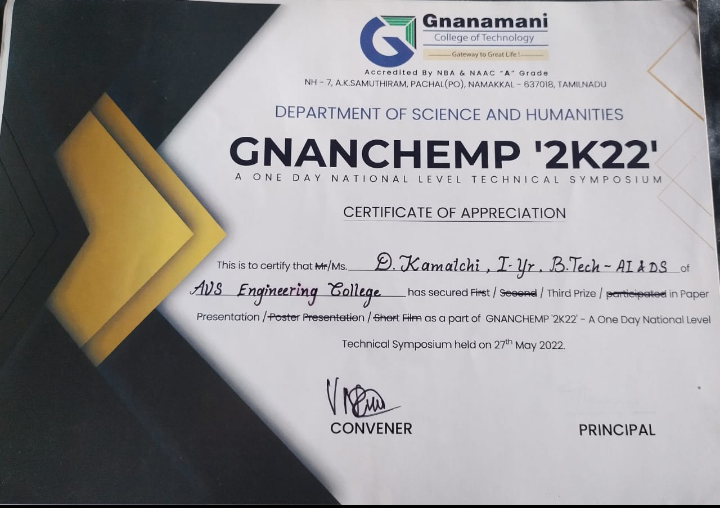 Gnanamani
College of Technology
Gateway to Great Life !
Accredited By NBA & NAAC "A" Grade
NH - 7, A.K.SAMUTHIRAM, PACHAL(PO), NAMAKKAL - 637018, TAMILNADU
DEPARTMENT OF SCIENCE AND HUMANITIES
GNANCHEMP '2K22'
A ONE DAY NATIONAL LEVEL TECHNICAL SYMPOSIUM
CERTIFICATE OF APPRECIATION
This is to certify that Mr/Ms. D. Kamatchi, I-Yr. B.Tech - AI & DS of
AVS Engineering College has secured First / Second / Third Prize / participated in Paper
Presentation / Poster Presentation / Short Film as a part of GNANCHEMP '2K22' - A One Day National Level
Technical Symposium held on 27th May 2022.
CONVENER PRINCIPAL